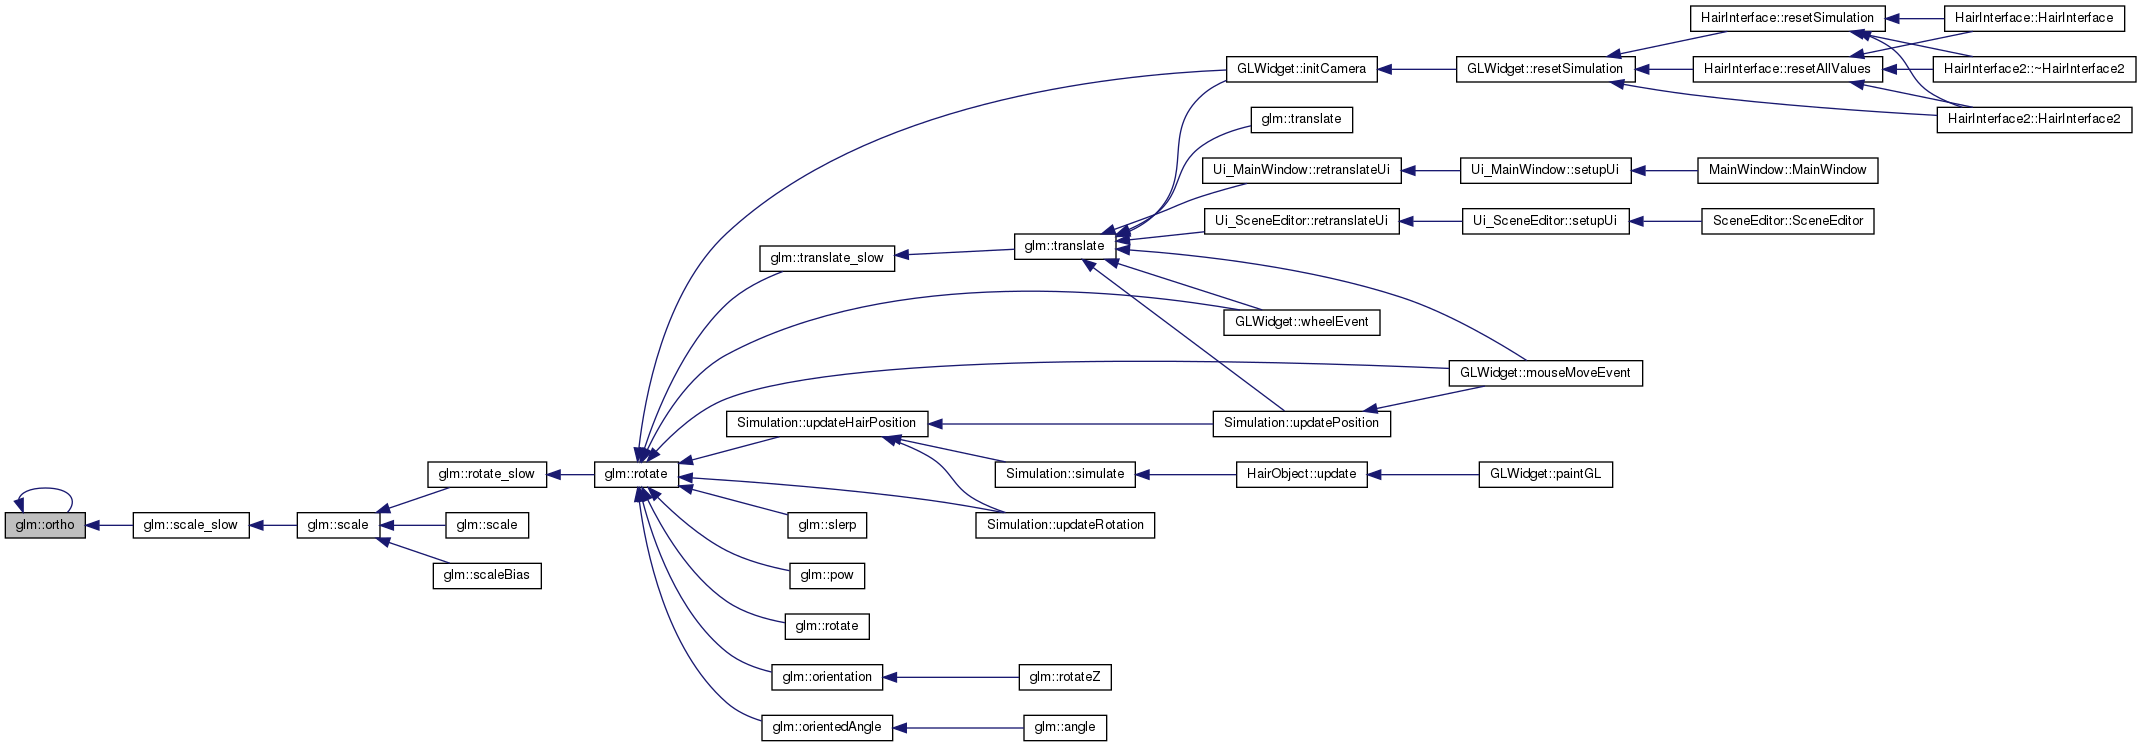 HairInterface::resetSimulation
HairInterface::HairInterface
GLWidget::initCamera
GLWidget::resetSimulation
HairInterface::resetAllValues
HairInterface2::~HairInterface2
glm::translate
HairInterface2::HairInterface2
Ui_MainWindow::retranslateUi
Ui_MainWindow::setupUi
MainWindow::MainWindow
Ui_SceneEditor::retranslateUi
Ui_SceneEditor::setupUi
SceneEditor::SceneEditor
glm::translate
glm::translate_slow
GLWidget::wheelEvent
GLWidget::mouseMoveEvent
Simulation::updateHairPosition
Simulation::updatePosition
glm::rotate_slow
glm::rotate
Simulation::simulate
HairObject::update
GLWidget::paintGL
glm::ortho
glm::scale_slow
glm::scale
glm::scale
glm::slerp
Simulation::updateRotation
glm::scaleBias
glm::pow
glm::rotate
glm::orientation
glm::rotateZ
glm::orientedAngle
glm::angle